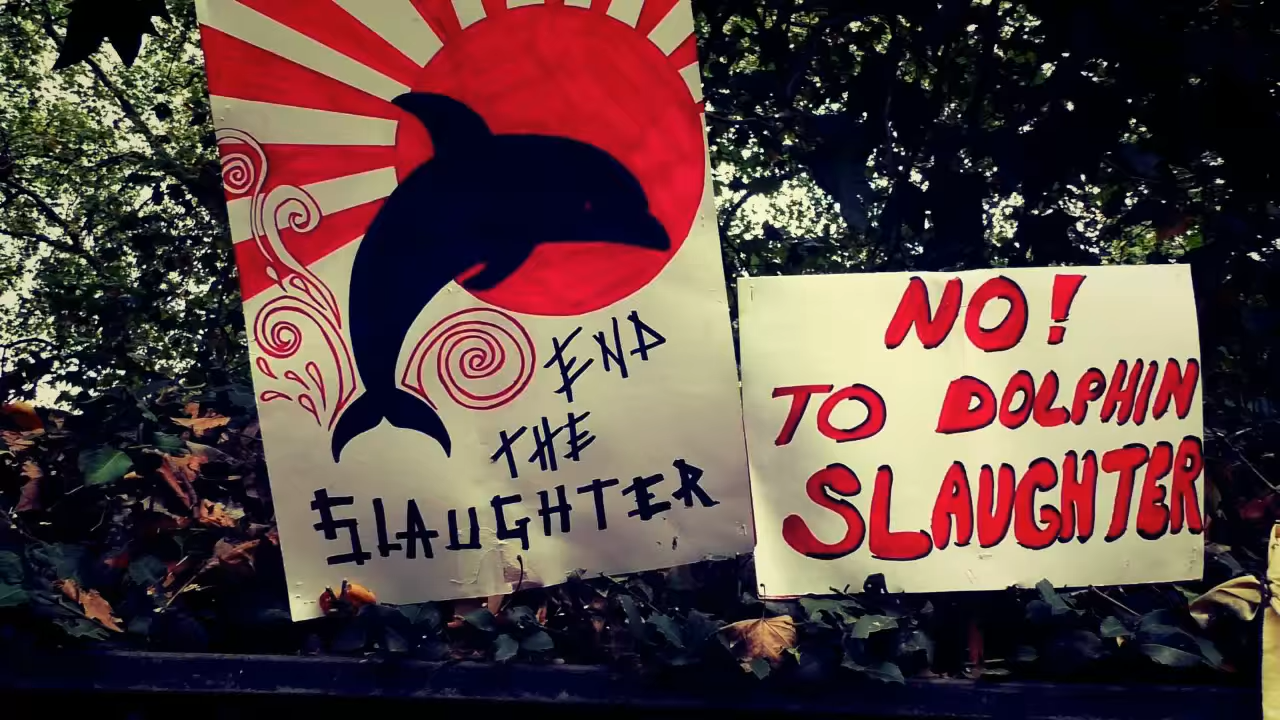 END
THE
SLAUGHTER
NO!
TO DOLPHIN
SLAUGHTER